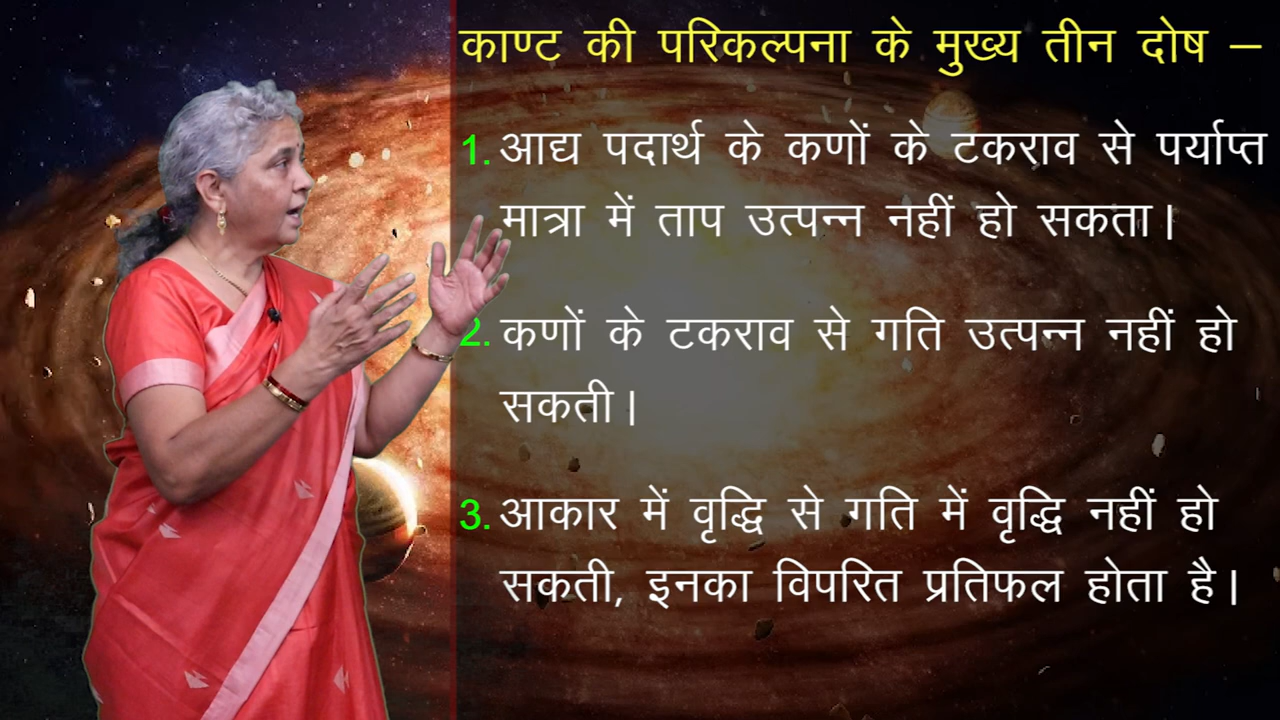 काण्ट की परिकल्पना के मुख्य तीन दोष –
1. आद्य पदार्थ के कणों के टकराव से पर्याप्त
मात्रा में ताप उत्पन्न नहीं हो सकता।
2. कणों के टकराव से गति उत्पन्न नहीं हो
सकती।
3. आकार में वृद्धि से गति में वृद्धि नहीं हो
सकती, इनका विपरित प्रतिफल होता है।